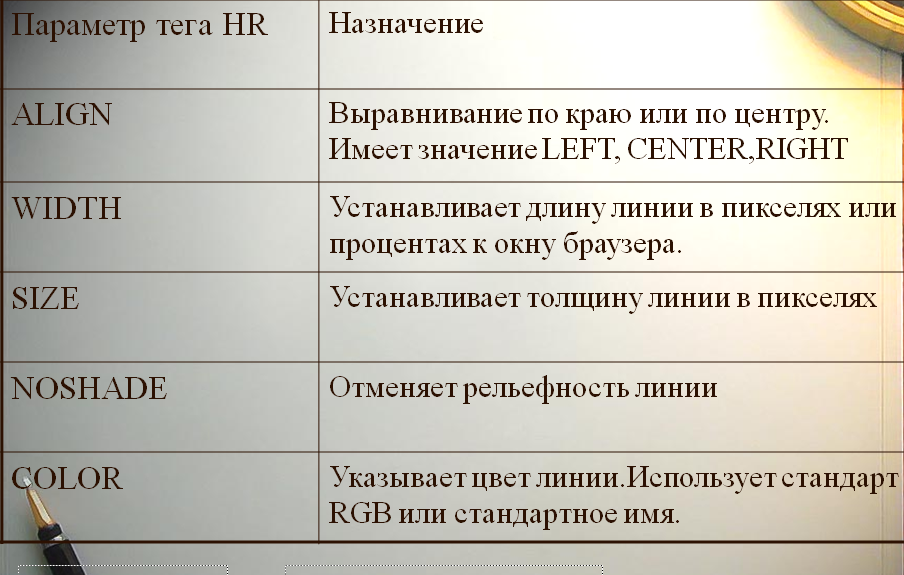 Параметр тега HR
Назначение
ALIGN
Выравнивание по краю или по центру.
Имеет значение LEFT, CENTER,RIGHT
WIDTH
Устанавливает длину линии в пикселях или
процентах к окну браузера.
SIZE
Устанавливает толщину линии в пикселях
NOSHADE
Отменяет рельефность линии
COLOR
Указывает цвет линии.Использует стандарт
RGB или стандартное имя.